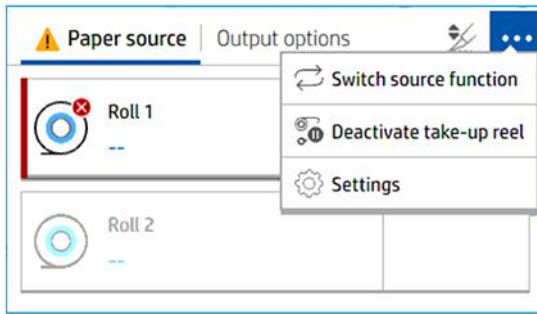 Paper source Output options
Switch source function
Roll 1
--
Deactivate take-up reel
Settings
Roll 2
--